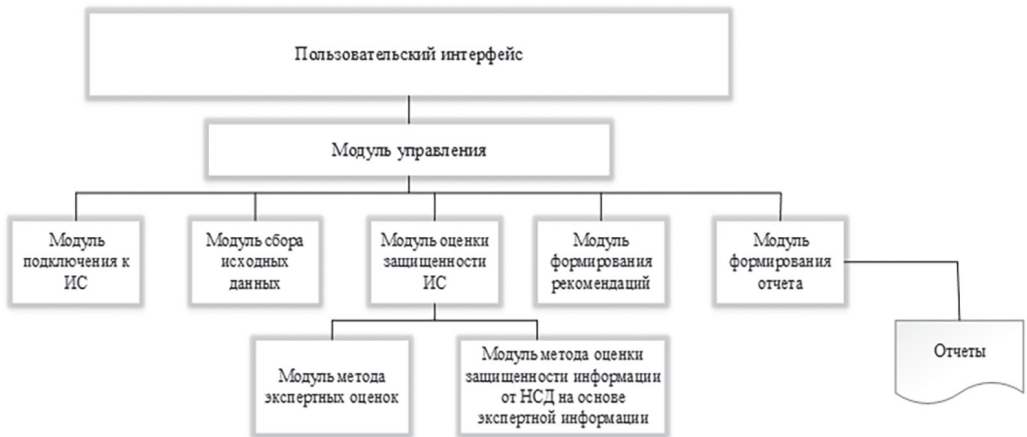 Пользовательский интерфейс
Модуль управления
Модуль
подключения к
ИС
Модуль сбора
исходных
данных
Модуль оценки
защищенности
ИС
Модуль
формирования
рекомендаций
Модуль
формирования
отчета
Отчеты
Модуль метода
экспертных оценок
Модуль метода оценки
защищенности информации
от НСД на основе
экспертной информации